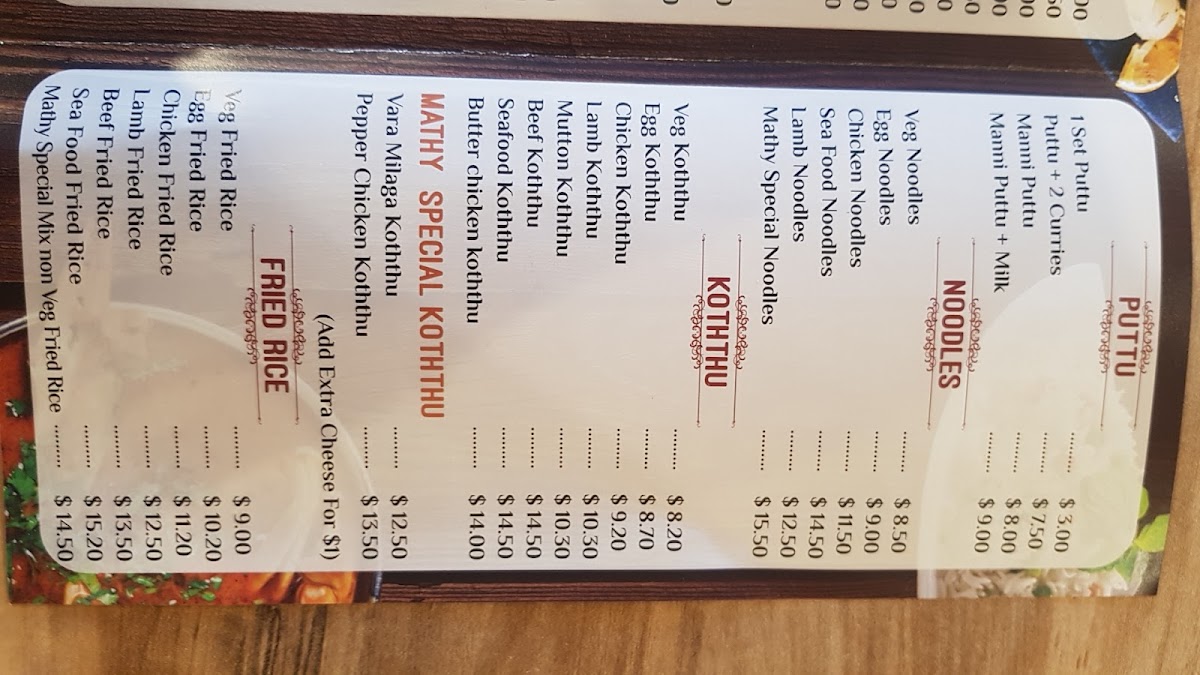 PUTTU
1 Set Puttu ........ $ 3.00
Puttu + 2 Curries ........ $ 7.50
Manni Puttu ........ $ 8.00
Manni Puttu + Milk ........ $ 9.00
NOODLES
Veg Noodles ........ $ 8.50
Egg Noodles ........ $ 9.00
Chicken Noodles ........ $ 11.50
Sea Food Noodles ........ $ 14.50
Lamb Noodles ........ $ 12.50
Mathy Special Noodles ........ $ 15.50
KOTHTHU
Veg Koththu ........ $ 8.20
Egg Koththu ........ $ 8.70
Chicken Koththu ........ $ 9.20
Lamb Koththu ........ $ 10.30
Mutton Koththu ........ $ 10.30
Beef Koththu ........ $ 14.50
Seafood Koththu ........ $ 14.50
Butter chicken koththu ........ $ 14.00
MATHY SPECIAL KOTHTHU
Vara Milaga Koththu ........ $ 12.50
Pepper Chicken Koththu ........ $ 13.50
(Add Extra Cheese For $1)
FRIED RICE
Veg Fried Rice ........ $ 9.00
Egg Fried Rice ........ $ 10.20
Chicken Fried Rice ........ $ 11.20
Lamb Fried Rice ........ $ 12.50
Beef Fried Rice ........ $ 13.50
Sea Food Fried Rice ........ $ 15.20
Mathy Special Mix non Veg Fried Rice ........ $ 14.50